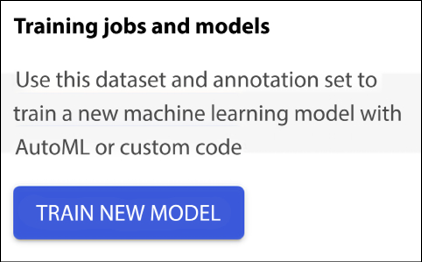 Training jobs and models
Use this dataset and annotation set to
train a new machine learning model with
AutoML or custom code
TRAIN NEW MODEL